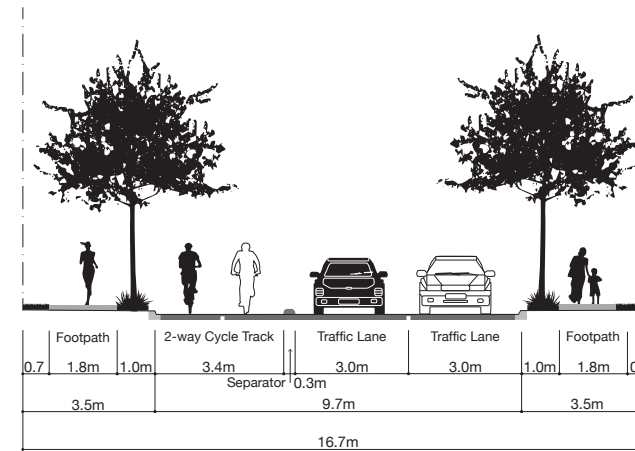 Footpath 2-way Cycle Track Traffic Lane Traffic Lane Footpath
0.7 1.8m 1.0m 3.4m 3.0m 3.0m 1.0m 1.8m
Separator 0.3m
3.5m 9.7m 3.5m
16.7m